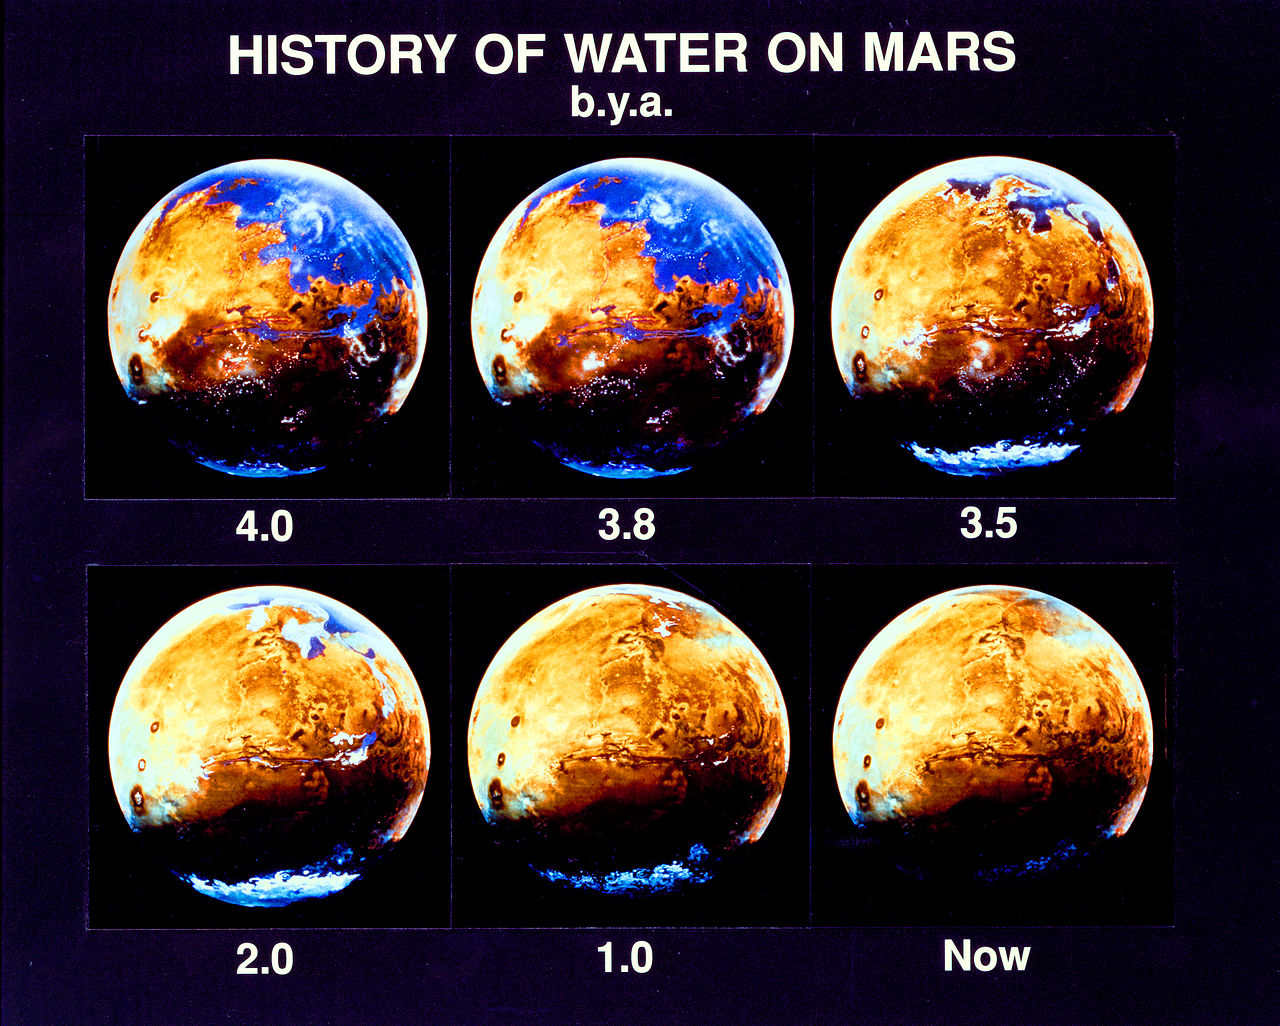 HISTORY OF WATER ON MARS
b.y.a.
4.0 3.8 3.5
2.0 1.0 Now